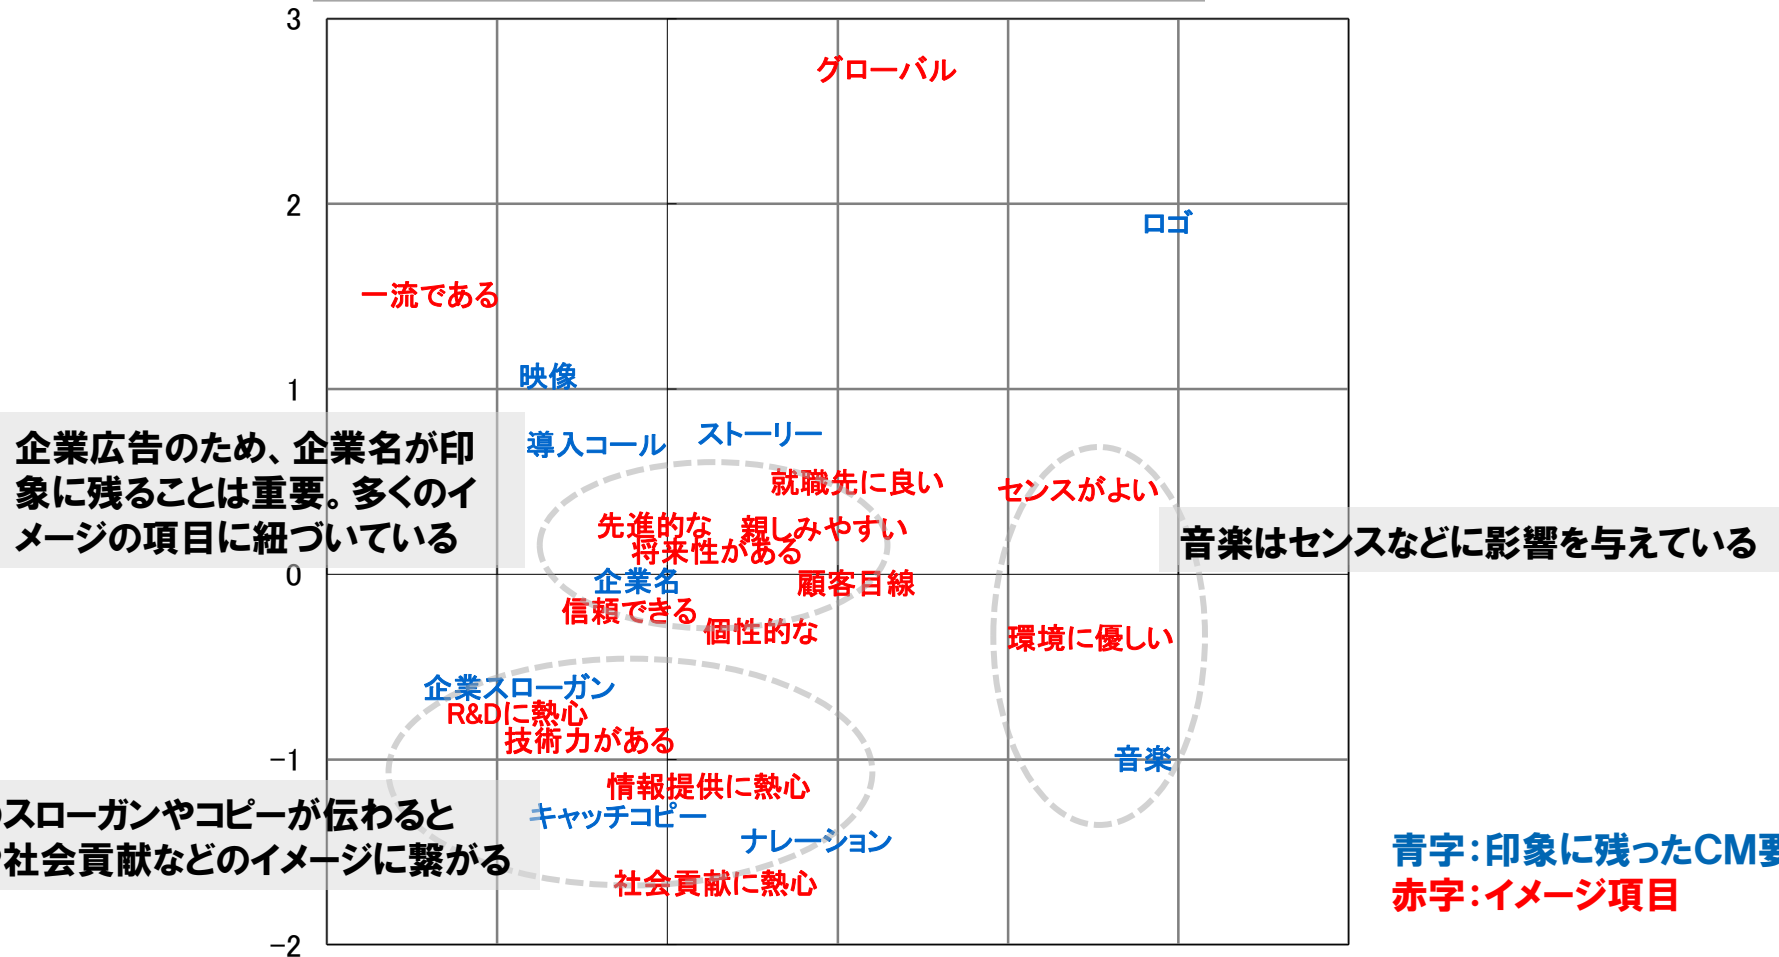 3
グローバル
2
ロゴ
一流である
映像
1
導入コール
ストーリー
企業広告のため、企業名が印
象に残ることは重要。多くのイ
メージの項目に紐づいている
就職先に良い
センスがよい
先進的な
親しみやすい
将来性がある
音楽はセンスなどに影響を与えている
0
企業名
顧客目線
信頼できる
個性的な
環境に優しい
企業スローガン
R&Dに熱心
技術力がある
-1
音楽
情報提供に熱心
スローガンやコピーが伝わると
社会貢献などのイメージに繋がる
キャッチコピー
ナレーション
社会貢献に熱心
青字:印象に残ったCM要
赤字:イメージ項目
-2